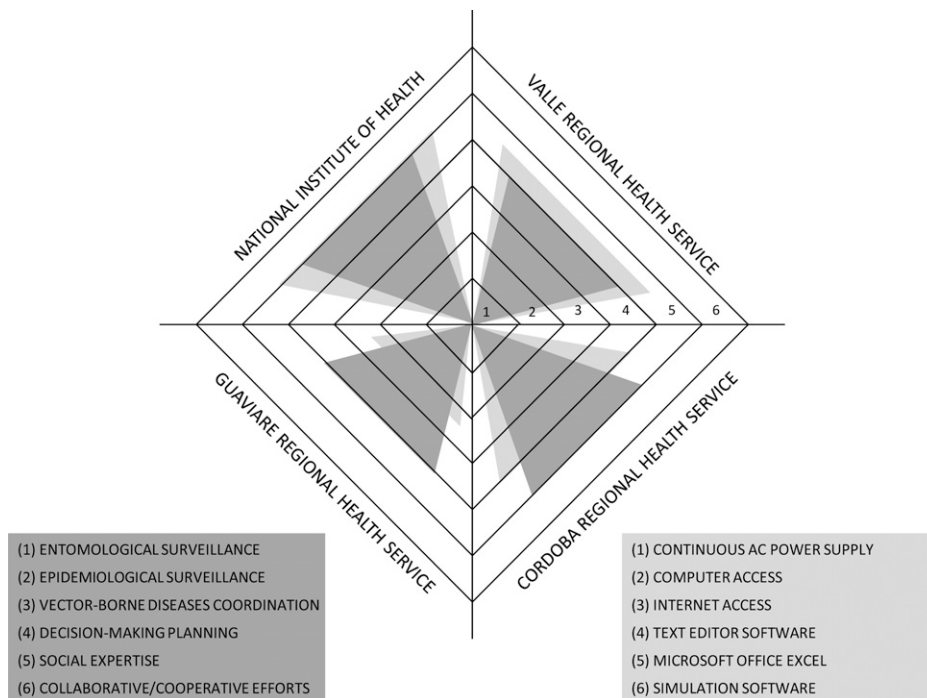 NATIONAL INSTITUTE OF HEALTH
VALLE REGIONAL HEALTH SERVICE
1 2 3 4 5 6
GUAVIARE REGIONAL HEALTH SERVICE
CORDOBA REGIONAL HEALTH SERVICE
(1) ENTOMOLOGICAL SURVEILLANCE
(2) EPIDEMIOLOGICAL SURVEILLANCE
(3) VECTOR-BORNE DISEASES COORDINATION
(4) DECISION-MAKING PLANNING
(5) SOCIAL EXPERTISE
(6) COLLABORATIVE/COOPERATIVE EFFORTS
(1) CONTINUOUS AC POWER SUPPLY
(2) COMPUTER ACCESS
(3) INTERNET ACCESS
(4) TEXT EDITOR SOFTWARE
(5) MICROSOFT OFFICE EXCEL
(6) SIMULATION SOFTWARE